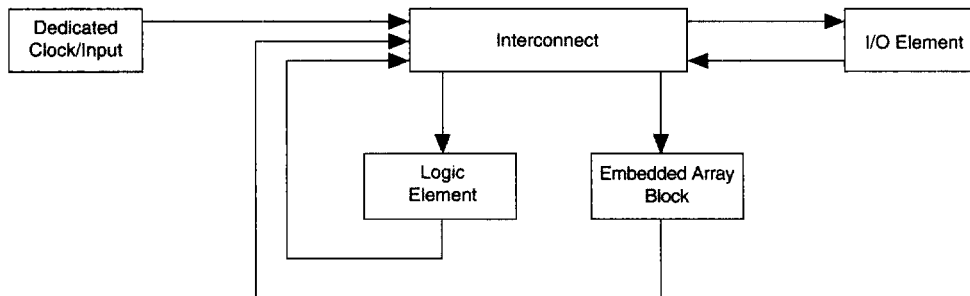 Dedicated
Clock/Input
Interconnect
I/O Element
Logic
Element
Embedded Array
Block